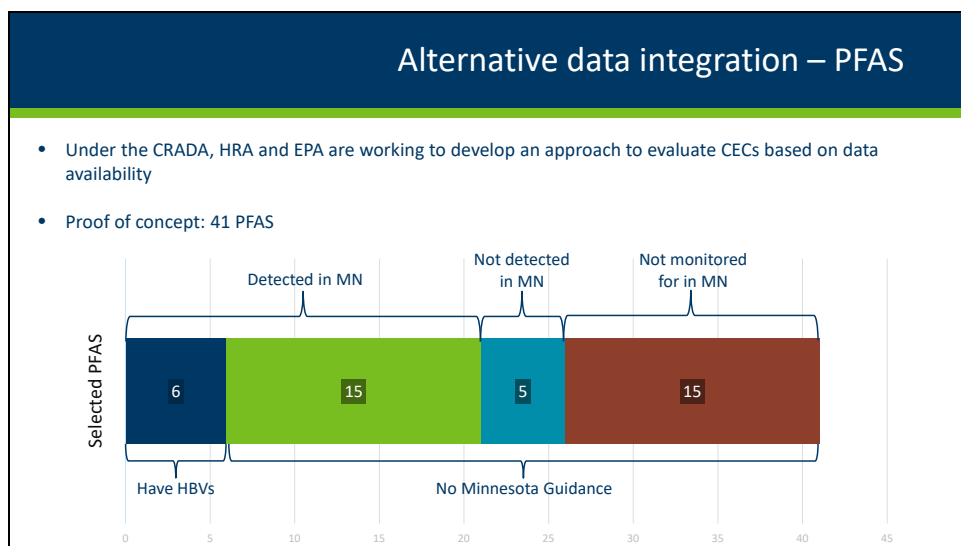 Alternative data integration – PFAS
• Under the CRADA, HRA and EPA are working to develop an approach to evaluate CECs based on data
availability
• Proof of concept: 41 PFAS
Detected in MN
Not detected
in MN
Not monitored
for in MN
Selected PFAS
6
15
5
15
Have HBVs
No Minnesota Guidance
0
5
10
15
20
25
30
35
40
45